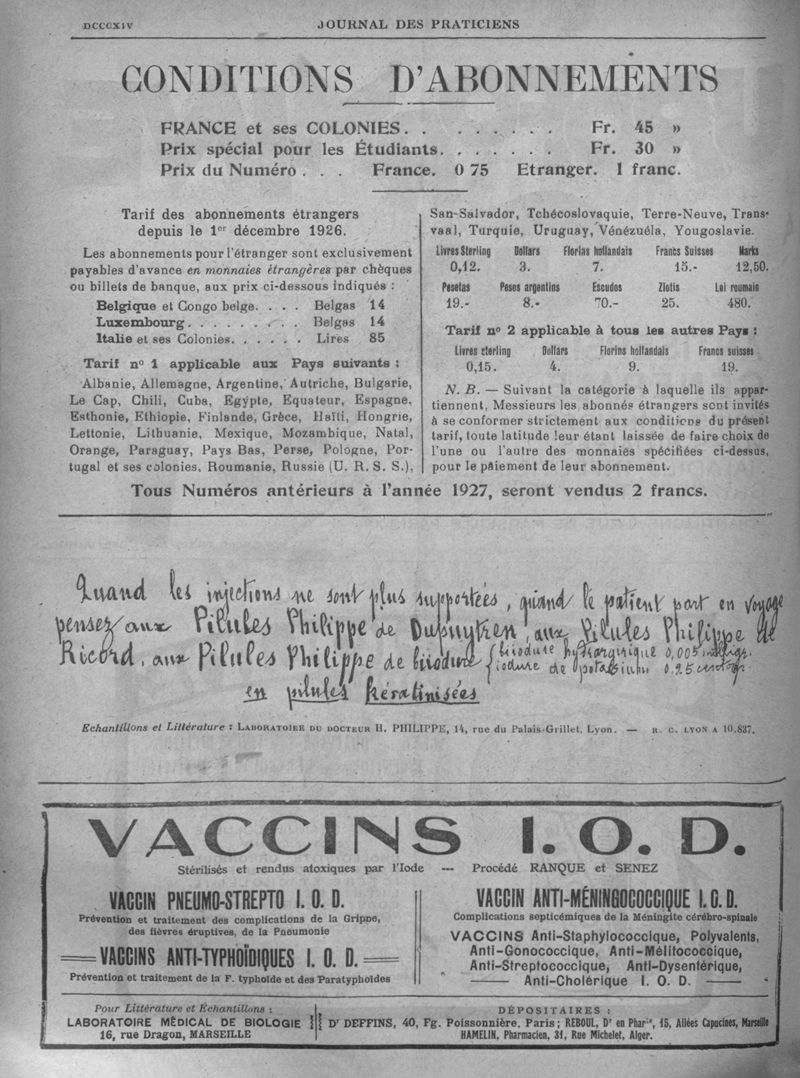 DCCCXIV
JOURNAL DES PRATICIENS
CONDITIONS D'ABONNEMENTS
FRANCE et ses COLONIES. . . . . . . . Fr. 45 »
Prix spécial pour les Étudiants. . . . . . . Fr. 30 »
Prix du Numéro . . . France. 0 75 Etranger. 1 franc.
Tarif des abonnements étrangers
depuis le 1er décembre 1926.
Les abonnements pour l'étranger sont exclusivement
payables d'avance en monnaies étrangères par chèques
ou billets de banque, aux prix ci-dessous indiqués :
Belgique et Congo belge. . . . Belgas 14
Luxembourg . . . . . . . . Belgas 14
Italie et ses Colonies. . . . . . Lires 85
Tarif no 1 applicable aux Pays suivants :
Albanie, Allemagne, Argentine, Autriche, Bulgarie,
Le Cap, Chili, Cuba, Egypte, Equateur, Espagne,
Esthonie, Ethiopie, Finlande, Grèce, Haïti, Hongrie,
Lettonie, Lithuanie, Mexique, Mozambique, Natal,
Orange, Paraguay, Pays Bas, Perse, Pologne, Por-
tugal et ses colonies, Roumanie, Russie (U. R. S. S.),
San-Salvador, Tchécoslovaquie, Terre-Neuve, Trans-
vaal, Turquie, Uruguay, Vénézuéla, Yougoslavie.
Livres Sterling Dollars Florins hollandais Francs Suisses Marks
0,12. 3. 7. 15.- 12,50.
Pesetas Pesos argentins Escudos Zlotis Lei roumain
19.- 8.- 70.- 25. 480.
Tarif no 2 applicable à tous les autres Pays :
Livres sterling Dollars Florins hollandais Francs suisses
0,15. 4. 9. 19.
N. B. — Suivant la catégorie à laquelle ils appar-
tiennent, Messieurs les abonnés étrangers sont invités
à se conformer strictement aux conditions du présent
tarif, toute latitude leur étant laissée de faire choix de
l'une ou l'autre des monnaies spécifiées ci-dessus,
pour le paiement de leur abonnement.
Tous Numéros antérieurs à l'année 1927, seront vendus 2 francs.
Quand les injections ne sont plus supportées, quand le patient part en voyage
pensez aux Pilules Philippe de Dupuytren, aux Pilules Philippe de
Ricord, aux Pilules Philippe de biiodure { biiodure hydrargirique 0,005
iodure de potassium 0.25 centigr.
en pilules kératinisées
Echantillons et Littérature : LABORATOIRE DU DOCTEUR H. PHILIPPE, 14, rue du Palais-Grillet, Lyon. — R. C. LYON A 10.837.
VACCINS I. O. D.
Stérilisés et rendus atoxiques par l'Iode — Procédé RANQUE et SENEZ
VACCIN PNEUMO-STREPTO I. O. D.
Prévention et traitement des complications de la Grippe,
des fièvres éruptives, de la Pneumonie
VACCINS ANTI-TYPHOÏDIQUES I. O. D.
Prévention et traitement de la F. typhoïde et des Paratyphoïdes
VACCIN ANTI-MÉNINGOCOCCIQUE I. O. D.
Complications septicémiques de la Méningite cérébro-spinale
VACCINS Anti-Staphylococcique, Polyvalents,
Anti-Gonococcique, Anti-Mélitococcique,
Anti-Streptococcique, Anti-Dysentérique,
Anti-Cholérique I. O. D.
Pour Littérature et Échantillons :
LABORATOIRE MÉDICAL DE BIOLOGIE
16, rue Dragon, MARSEILLE
DÉPOSITAIRES :
Dr DEFFINS, 40, Fg. Poissonnière, Paris ; REBOUL, Dr en Phar.ie, 15, Allées Capucines, Marseille
HAMELIN, Pharmacien, 31, Rue Michelet, Alger.